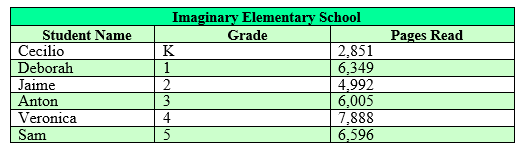 Imaginary Elementary School
Student Name Grade Pages Read
Cecilio K 2,851
Deborah 1 6,349
Jaime 2 4,992
Anton 3 6,005
Veronica 4 7,888
Sam 5 6,596